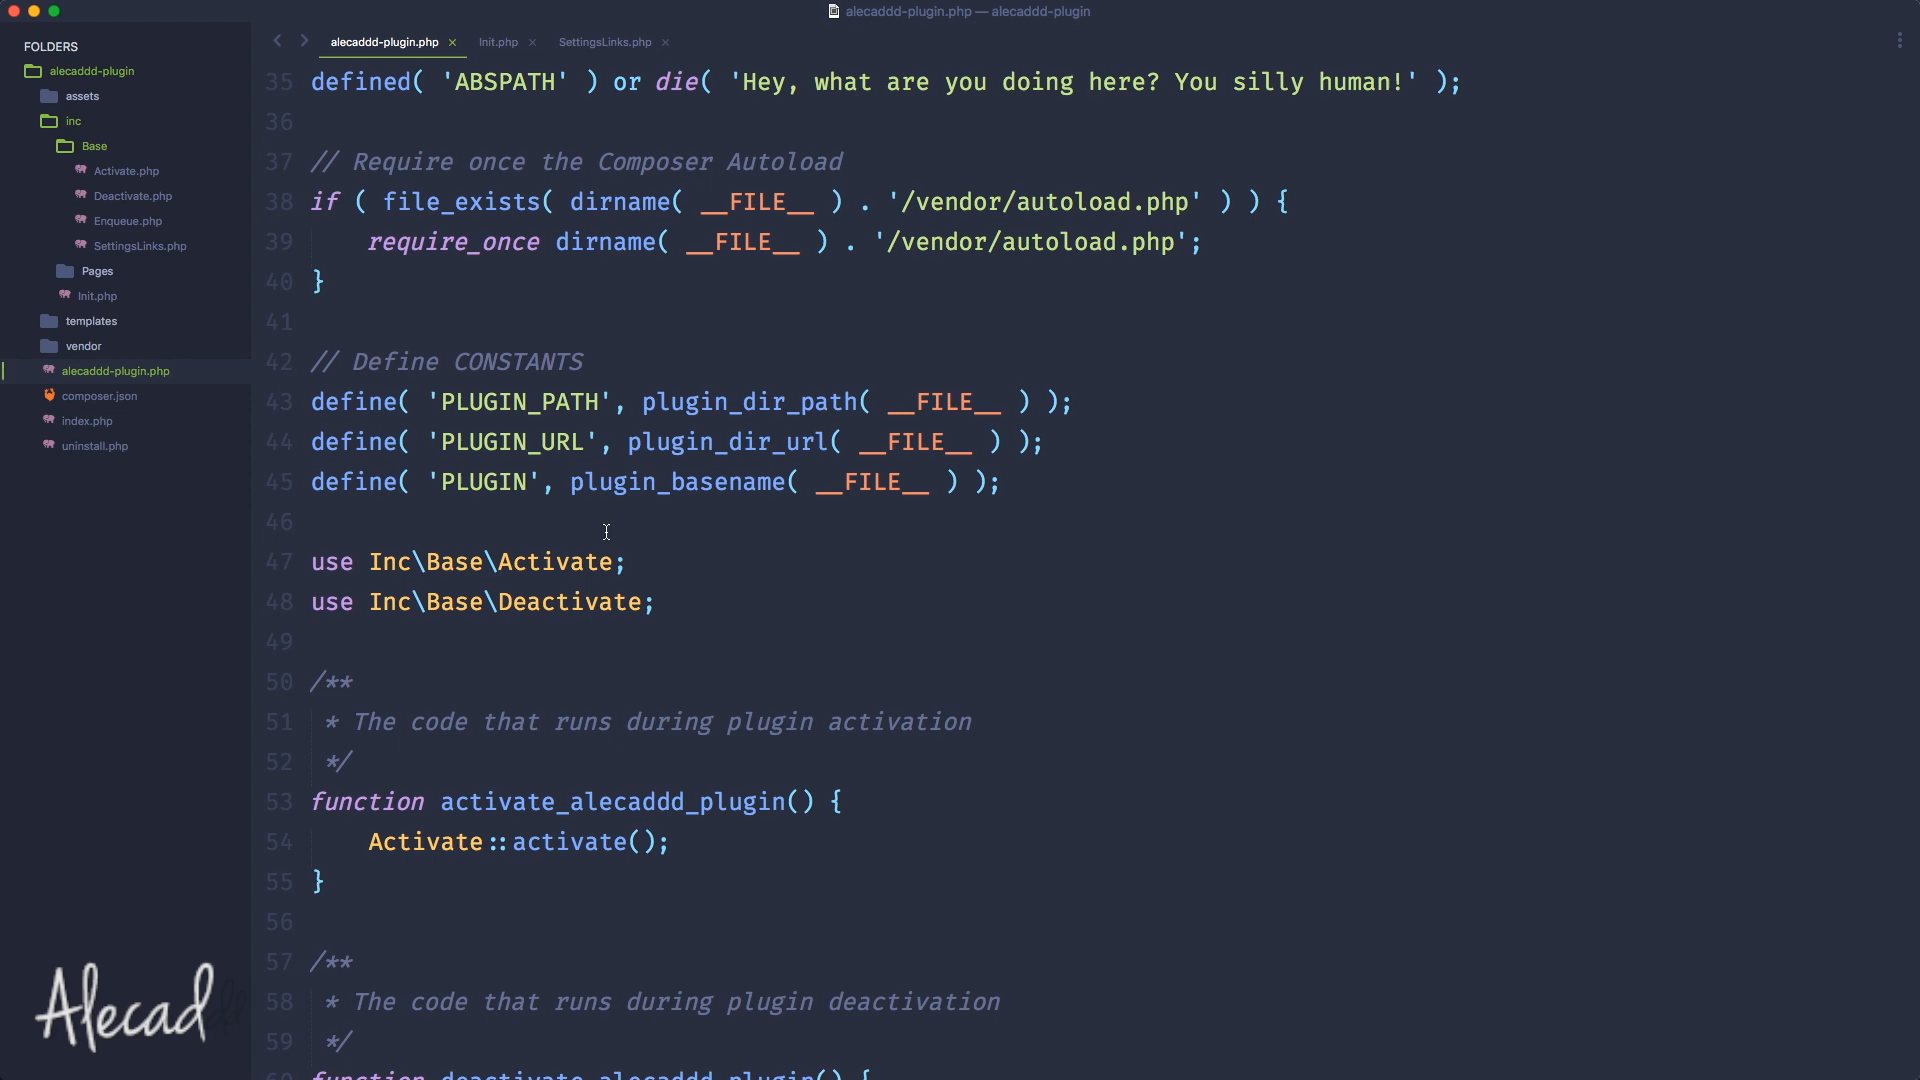 alecaddd-plugin.php — alecaddd-plugin
FOLDERS
alecaddd-plugin
assets
inc
Base
Activate.php
Deactivate.php
Enqueue.php
SettingsLinks.php
Pages
Init.php
templates
vendor
alecaddd-plugin.php
composer.json
index.php
uninstall.php
Alecad
alecaddd-plugin.php × Init.php × SettingsLinks.php ×
35 defined( 'ABSPATH' ) or die( 'Hey, what are you doing here? You silly human!' );
36
37 // Require once the Composer Autoload
38 if ( file_exists( dirname( __FILE__ ) . '/vendor/autoload.php' ) ) {
39 require_once dirname( __FILE__ ) . '/vendor/autoload.php';
40 }
41
42 // Define CONSTANTS
43 define( 'PLUGIN_PATH', plugin_dir_path( __FILE__ ) );
44 define( 'PLUGIN_URL', plugin_dir_url( __FILE__ ) );
45 define( 'PLUGIN', plugin_basename( __FILE__ ) );
46
47 use Inc\Base\Activate;
48 use Inc\Base\Deactivate;
49
50 /**
51 * The code that runs during plugin activation
52 */
53 function activate_alecaddd_plugin() {
54 Activate::activate();
55 }
56
57 /**
58 * The code that runs during plugin deactivation
59 */
60 function deactivate_alecaddd_plugin() {